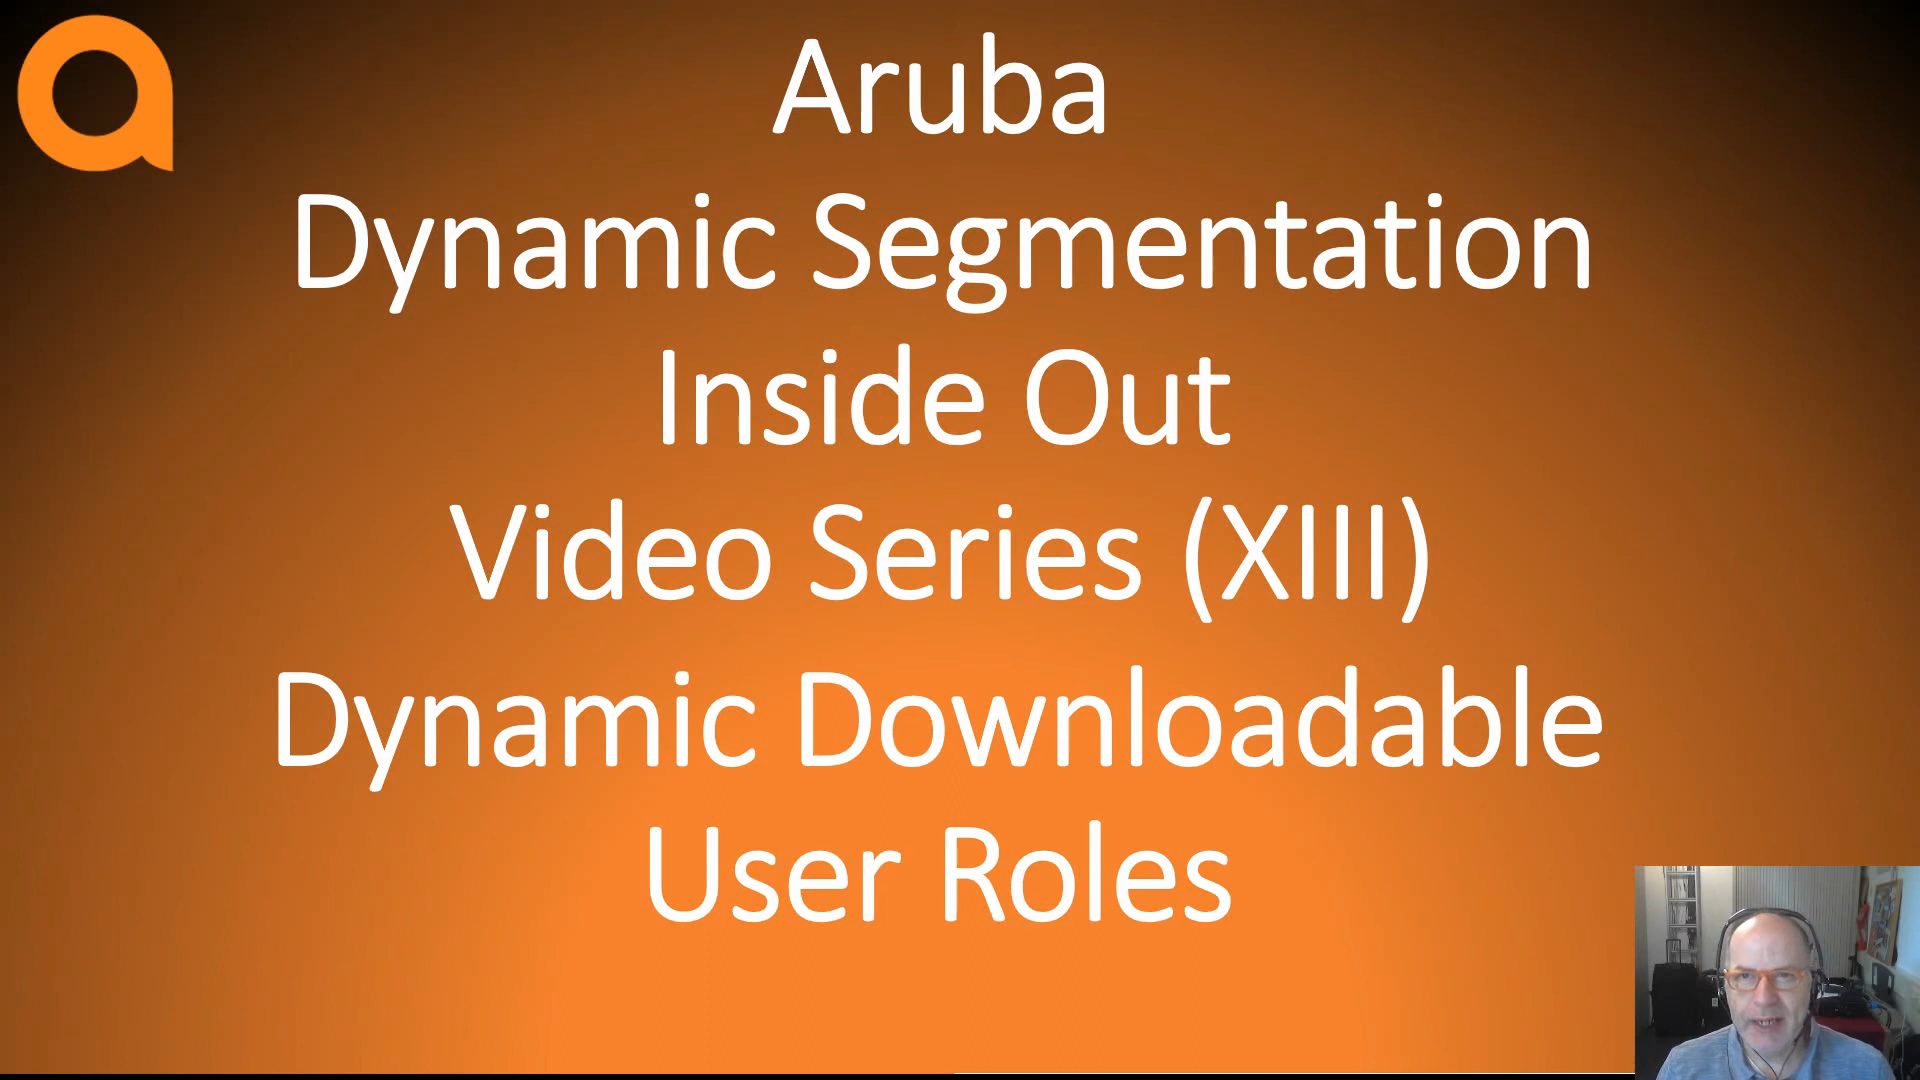 Aruba
Dynamic Segmentation
Inside Out
Video Series (XIII)
Dynamic Downloadable
User Roles